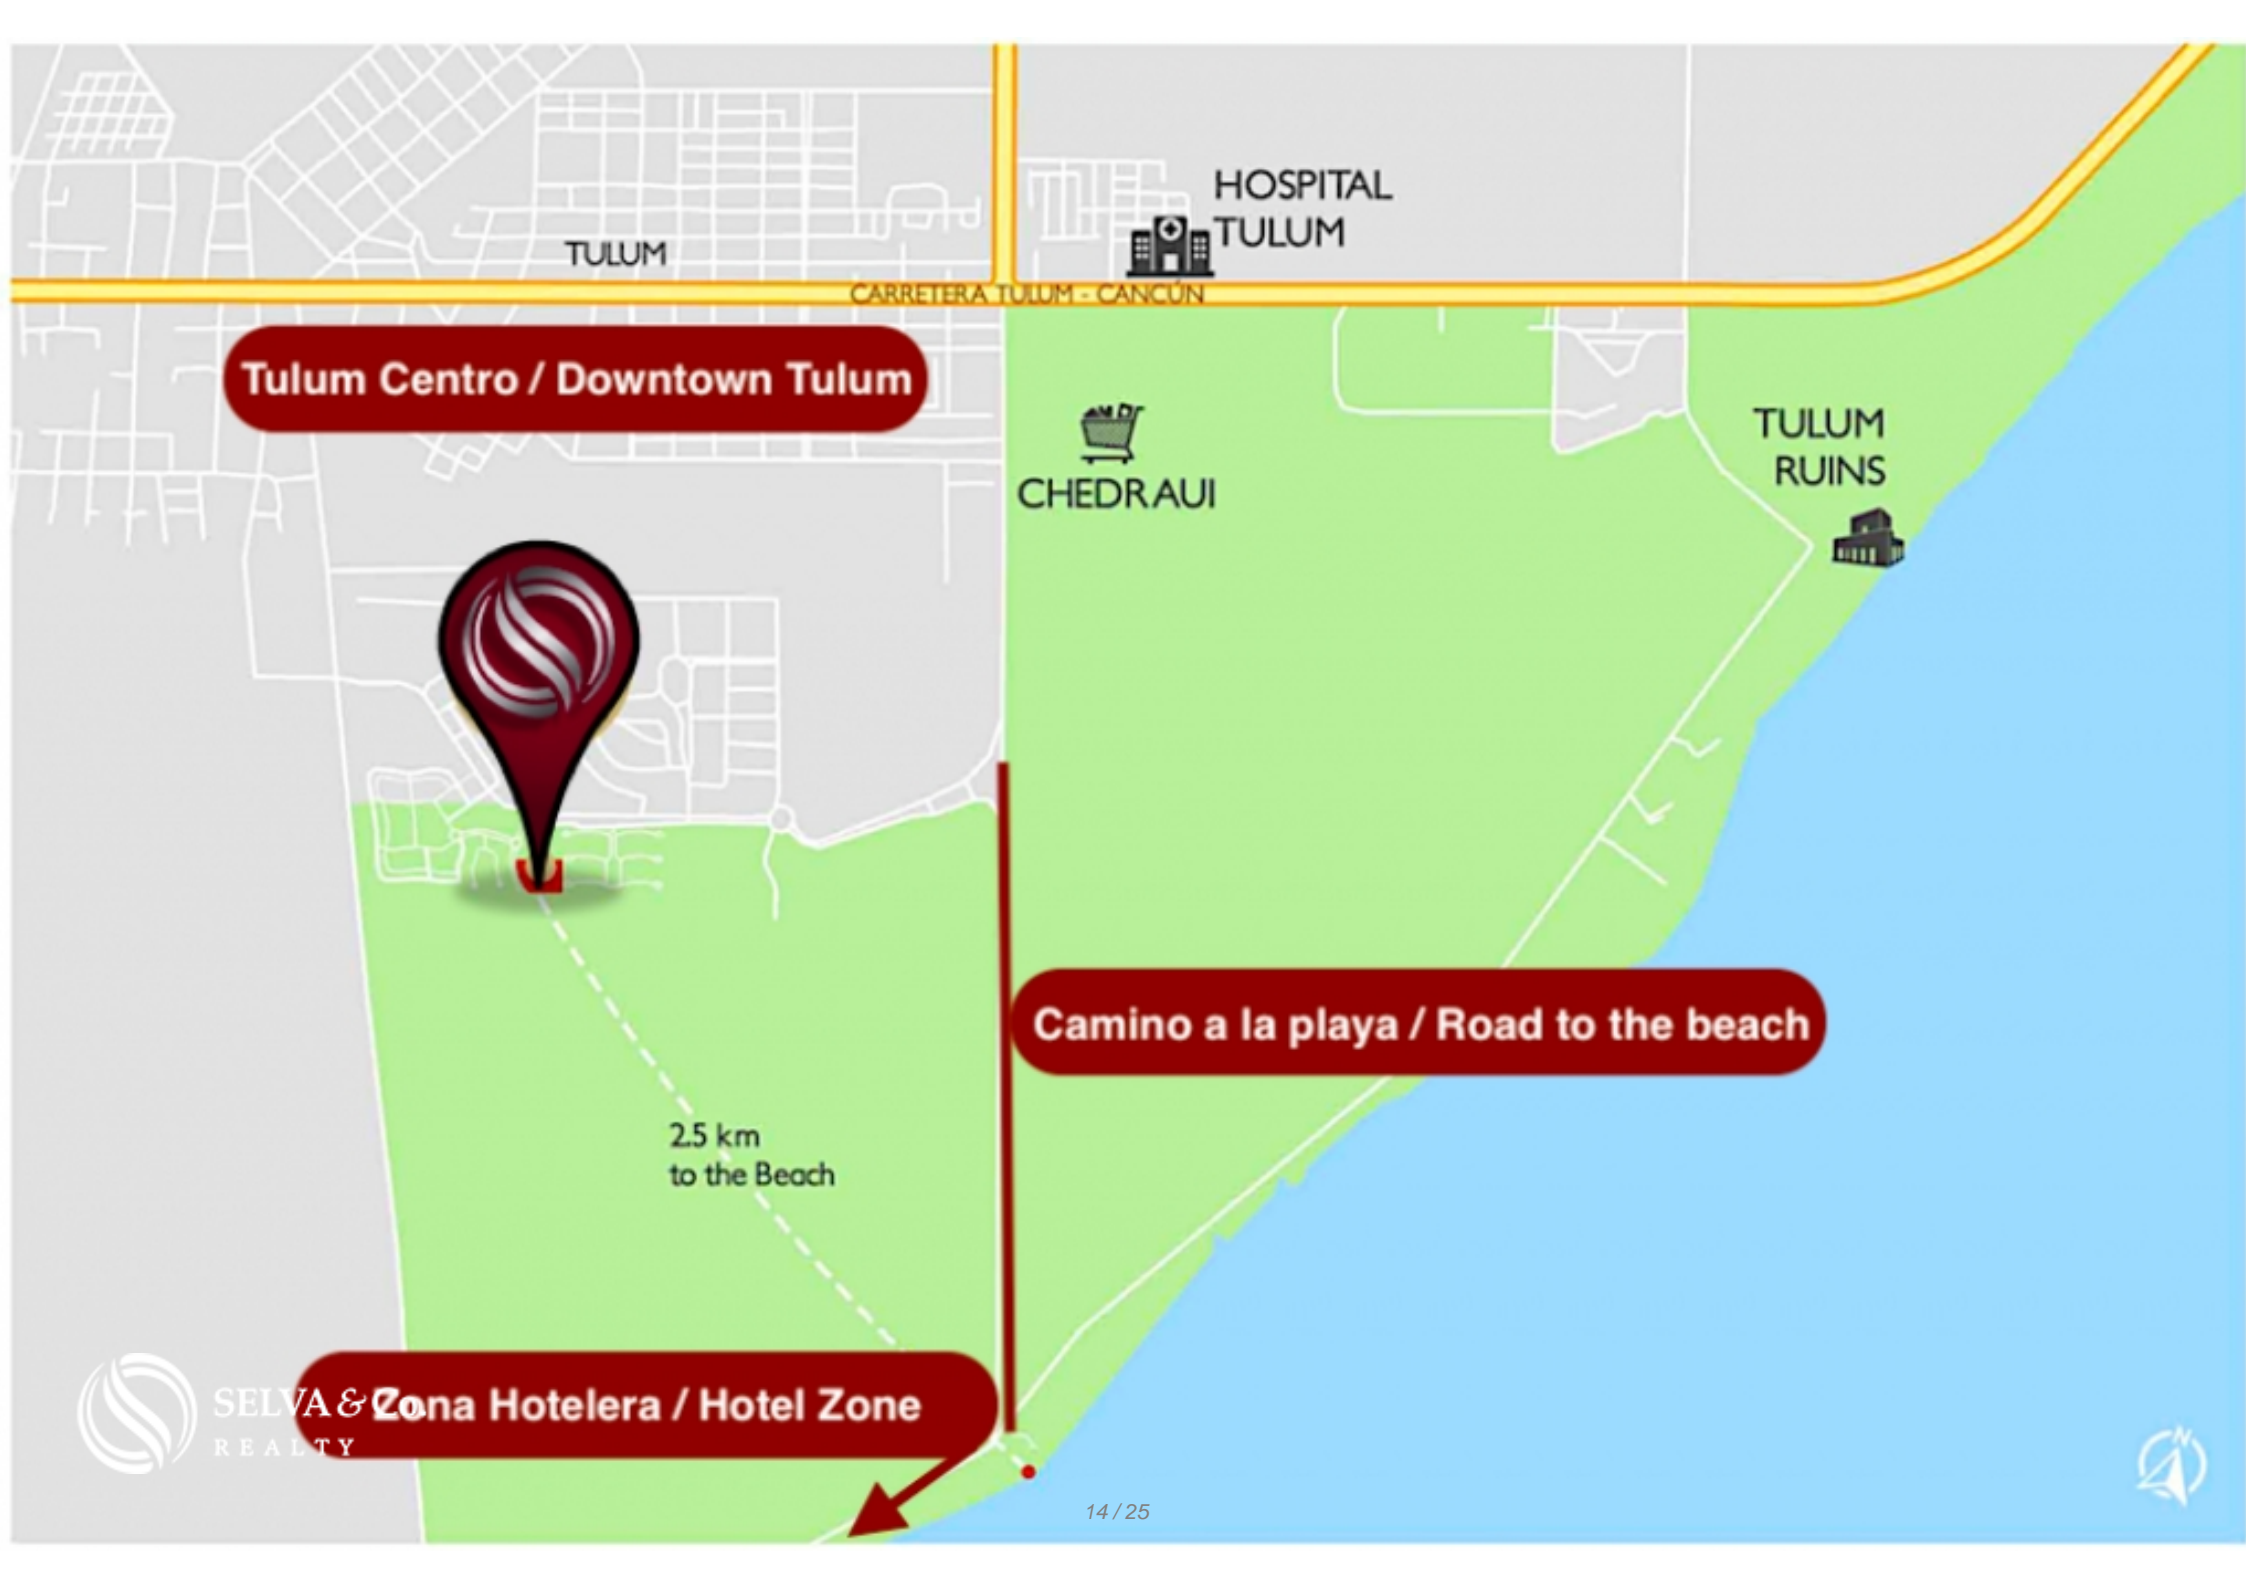 HOSPITAL
TULUM
TULUM
CARRETERA TULUM - CANCÚN
Tulum Centro / Downtown Tulum
TULUM
RUINS
CHEDRAUI
Camino a la playa / Road to the beach
2.5 km
to the Beach
Zona Hotelera / Hotel Zone
SELVA & Co.
REALTY
N
14 / 25